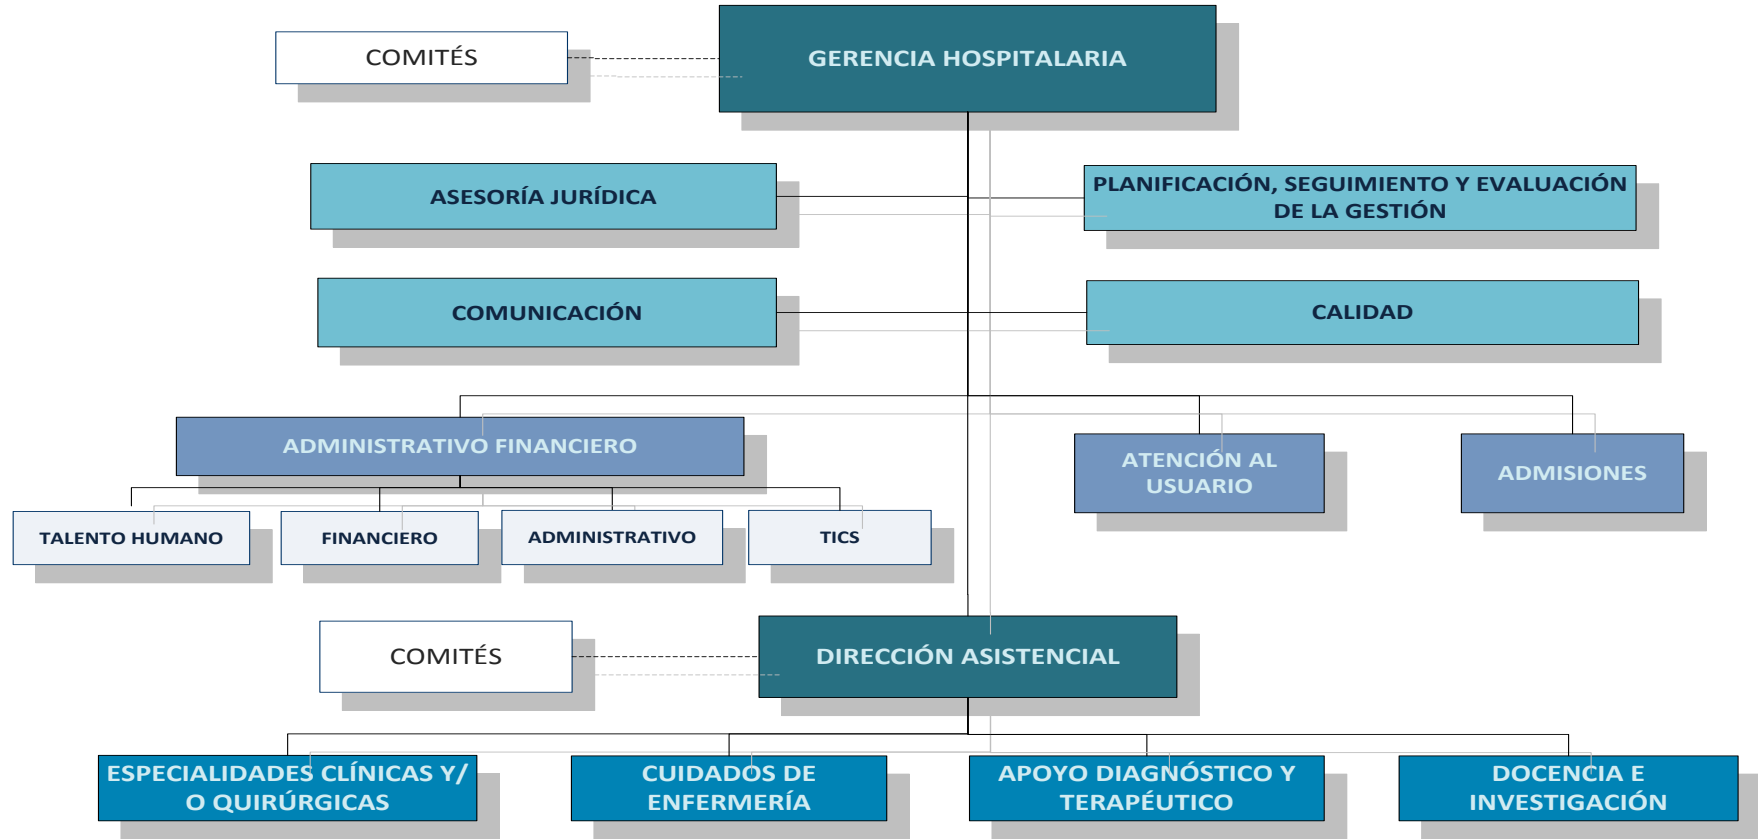 COMITÉS
GERENCIA HOSPITALARIA
ASESORÍA JURÍDICA
PLANIFICACIÓN, SEGUIMIENTO Y EVALUACIÓN
DE LA GESTIÓN
COMUNICACIÓN
CALIDAD
ADMINISTRATIVO FINANCIERO
ATENCIÓN AL
USUARIO
ADMISIONES
TALENTO HUMANO
FINANCIERO
ADMINISTRATIVO
TICS
COMITÉS
DIRECCIÓN ASISTENCIAL
ESPECIALIDADES CLÍNICAS Y/
O QUIRÚRGICAS
CUIDADOS DE
ENFERMERÍA
APOYO DIAGNÓSTICO Y
TERAPÉUTICO
DOCENCIA E
INVESTIGACIÓN